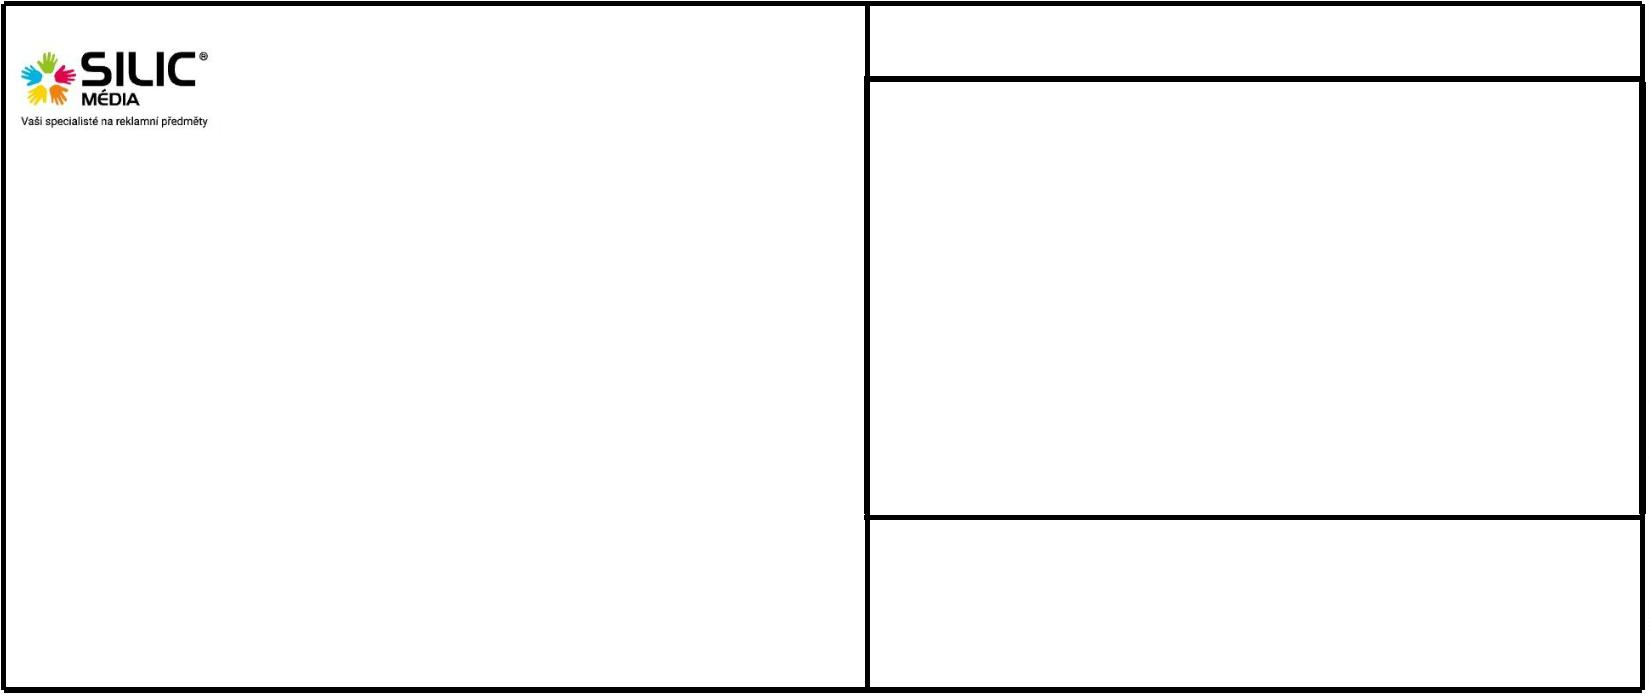 SILIC®
MÉDIA
Vaši specialisté na reklamní předměty